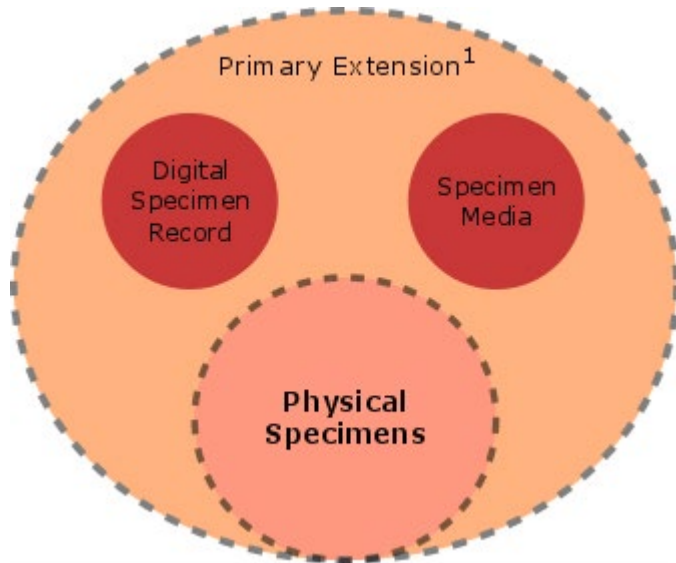 Primary Extension¹
Digital
Specimen
Record
Specimen
Media
Physical
Specimens